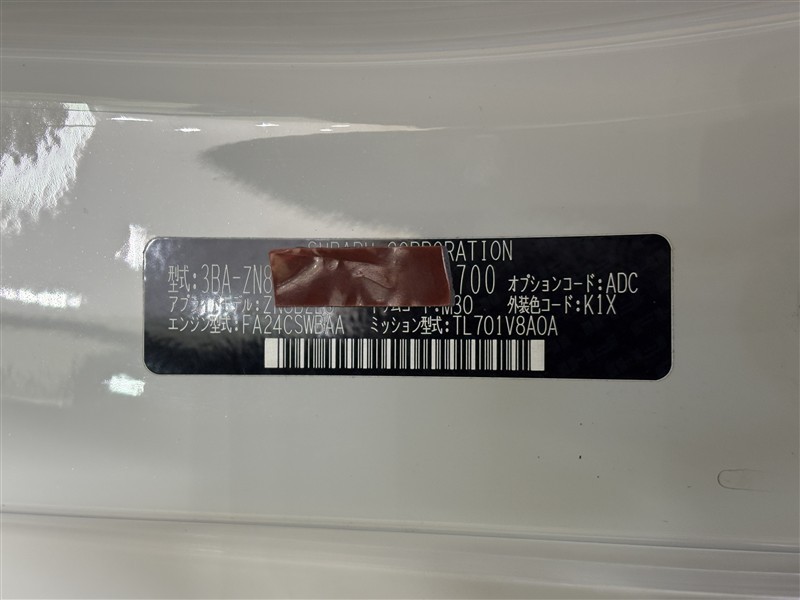 SUBARU CORPORATION
型式:3BA-ZN8 700 オプションコード:ADC
M30 外装色コード:K1X
エンジン型式:FA24CSWBAA ミッション型式:TL701V8A0A